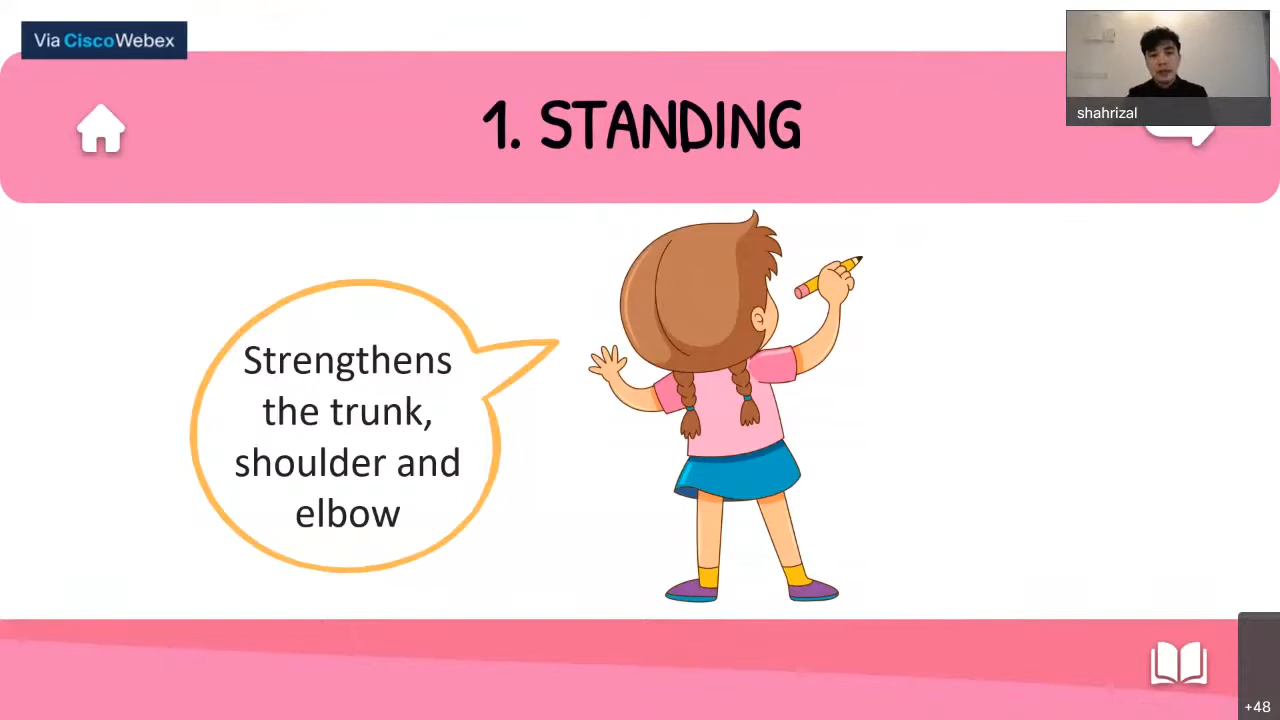 Via CiscoWebex
1. STANDING
shahrizal
Strengthens
the trunk,
shoulder and
elbow
+48